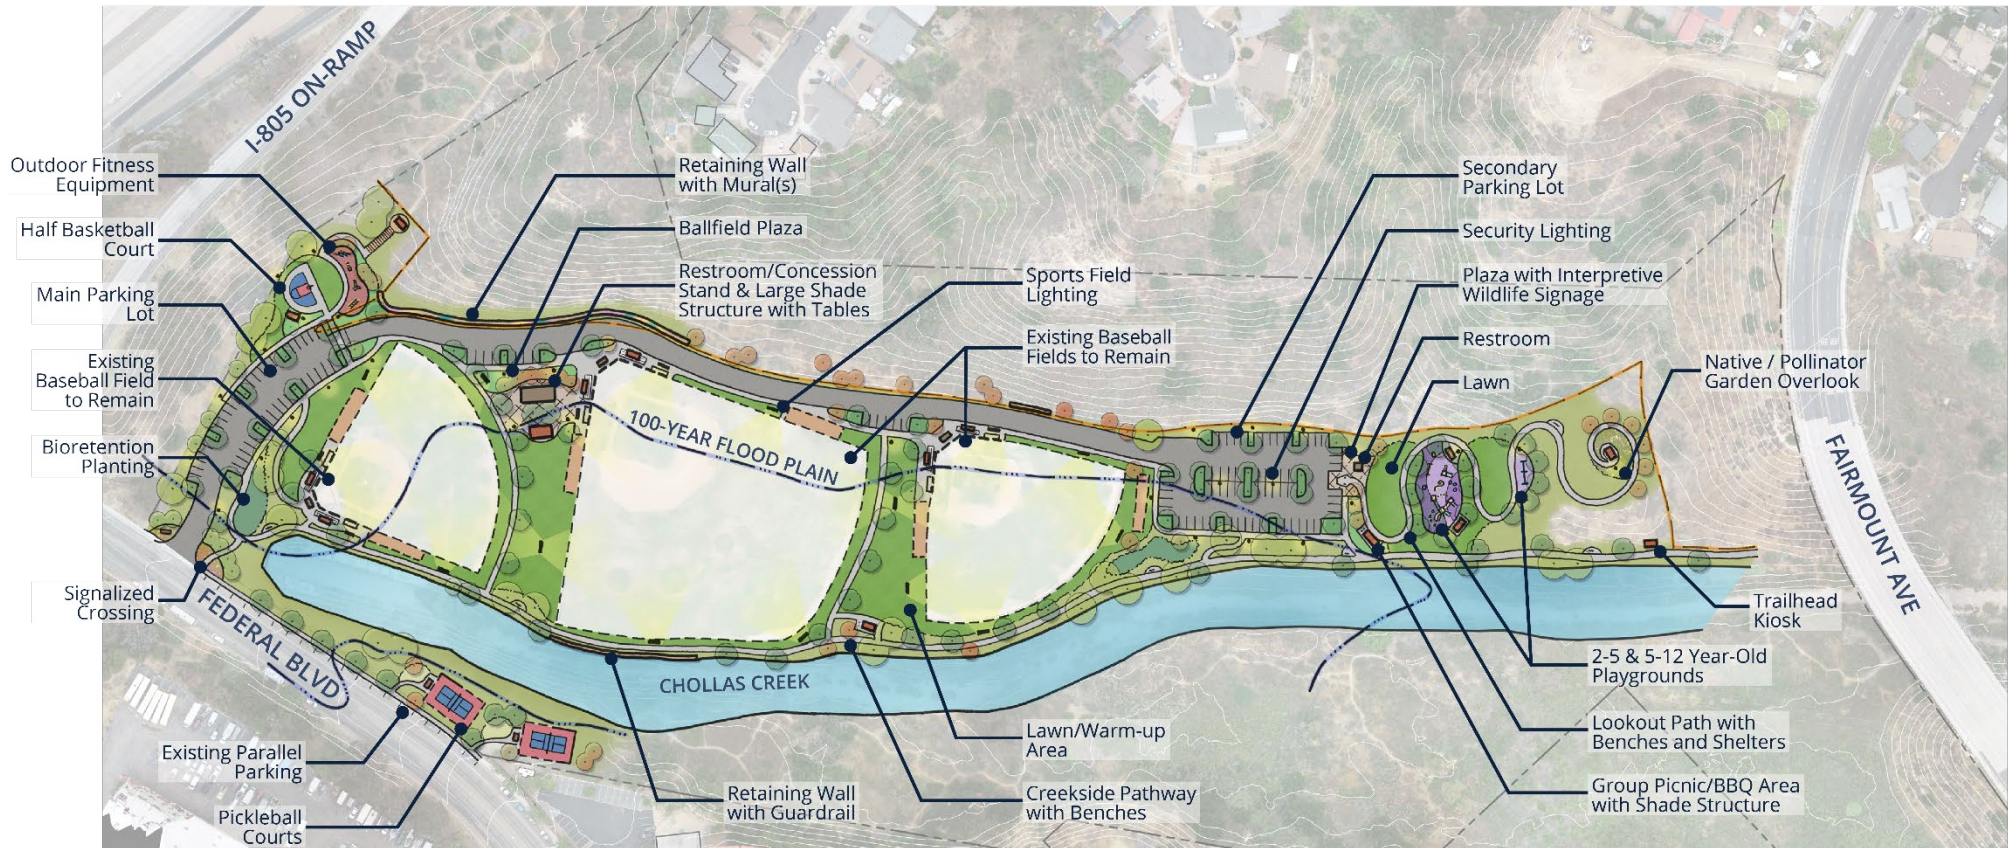 I-805 ON-RAMP
Outdoor Fitness
Equipment
Half Basketball
Court
Main Parking
Lot
Existing
Baseball Field
to Remain
Bioretention
Planting
Signalized
Crossing
FEDERAL BLVD
Existing Parallel
Parking
Pickleball
Courts
Retaining Wall
with Mural(s)
Ballfield Plaza
Restroom/Concession
Stand & Large Shade
Structure with Tables
Sports Field
Lighting
Existing Baseball
Fields to Remain
100-YEAR FLOOD PLAIN
CHOLLAS CREEK
Retaining Wall
with Guardrail
Lawn/Warm-up
Area
Creekside Pathway
with Benches
Secondary
Parking Lot
Security Lighting
Plaza with Interpretive
Wildlife Signage
Restroom
Lawn
Native / Pollinator
Garden Overlook
FAIRMOUNT AVE
Trailhead
Kiosk
2-5 & 5-12 Year-Old
Playgrounds
Lookout Path with
Benches and Shelters
Group Picnic/BBQ Area
with Shade Structure